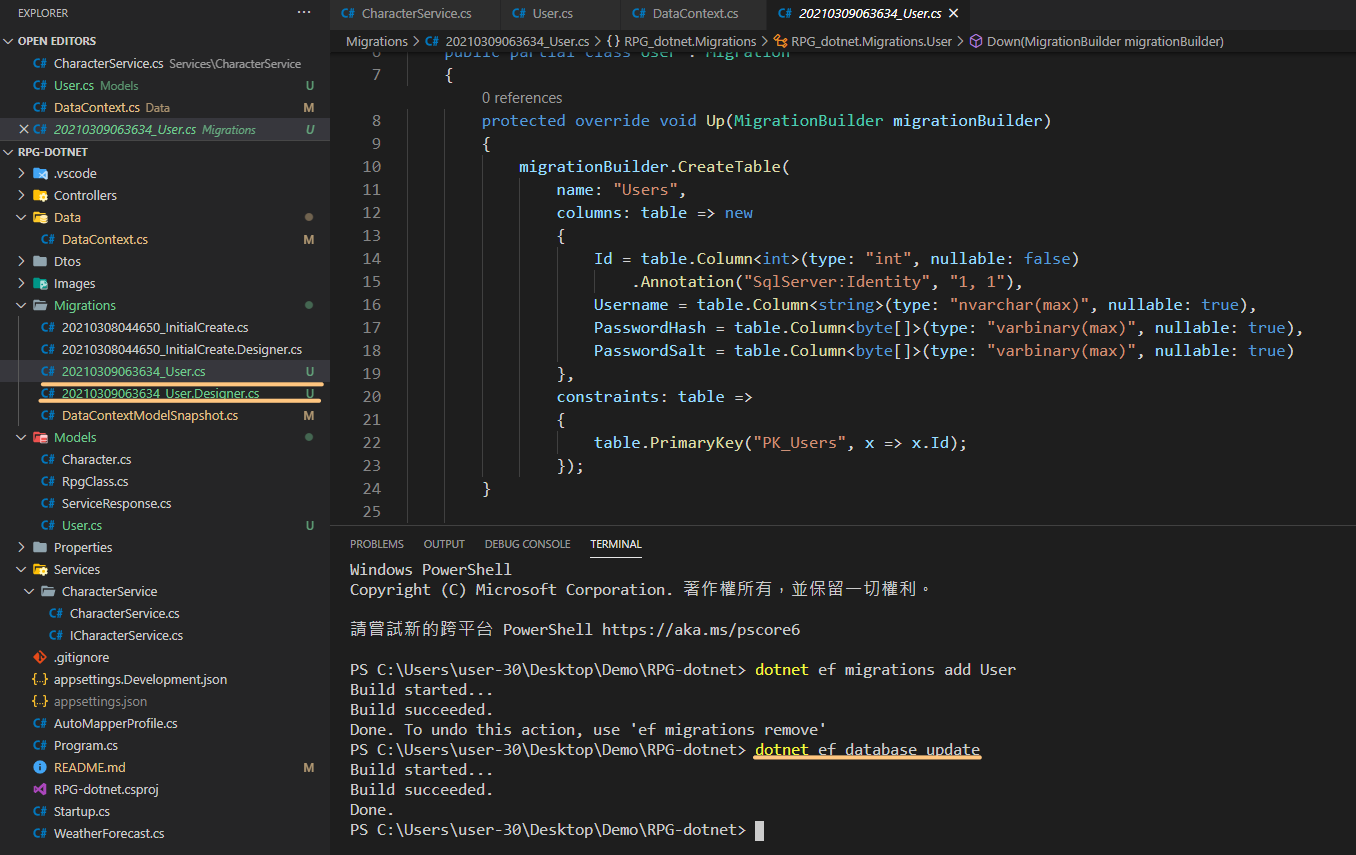 EXPLORER
OPEN EDITORS
CharacterService.cs Services\CharacterService
User.cs Models U
DataContext.cs Data M
20210309063634_User.cs Migrations U
RPG-DOTNET
.vscode
Controllers
Data
DataContext.cs M
Dtos
Images
Migrations
20210308044650_InitialCreate.cs
20210308044650_InitialCreate.Designer.cs
20210309063634_User.cs U
20210309063634_User.Designer.cs U
DataContextModelSnapshot.cs M
Models
Character.cs
RpgClass.cs
ServiceResponse.cs
User.cs U
Properties
Services
CharacterService
CharacterService.cs
ICharacterService.cs
.gitignore
appsettings.Development.json
appsettings.json
AutoMapperProfile.cs
Program.cs
README.md M
RPG-dotnet.csproj
Startup.cs
WeatherForecast.cs
CharacterService.cs User.cs DataContext.cs 20210309063634_User.cs
Migrations > 20210309063634_User.cs > {} RPG_dotnet.Migrations > RPG_dotnet.Migrations.User > Down(MigrationBuilder migrationBuilder)
6 public partial class User : Migration
7 {
0 references
8 protected override void Up(MigrationBuilder migrationBuilder)
9 {
10 migrationBuilder.CreateTable(
11 name: "Users",
12 columns: table => new
13 {
14 Id = table.Column<int>(type: "int", nullable: false)
15 .Annotation("SqlServer:Identity", "1, 1"),
16 Username = table.Column<string>(type: "nvarchar(max)", nullable: true),
17 PasswordHash = table.Column<byte[]>(type: "varbinary(max)", nullable: true),
18 PasswordSalt = table.Column<byte[]>(type: "varbinary(max)", nullable: true)
19 },
20 constraints: table =>
21 {
22 table.PrimaryKey("PK_Users", x => x.Id);
23 });
24 }
25
PROBLEMS OUTPUT DEBUG CONSOLE TERMINAL
Windows PowerShell
Copyright (C) Microsoft Corporation. 著作權所有，並保留一切權利。
請嘗試新的跨平台 PowerShell https://aka.ms/pscore6
PS C:\Users\user-30\Desktop\Demo\RPG-dotnet> dotnet ef migrations add User
Build started...
Build succeeded.
Done. To undo this action, use 'ef migrations remove'
PS C:\Users\user-30\Desktop\Demo\RPG-dotnet> dotnet ef database update
Build started...
Build succeeded.
Done.
PS C:\Users\user-30\Desktop\Demo\RPG-dotnet>